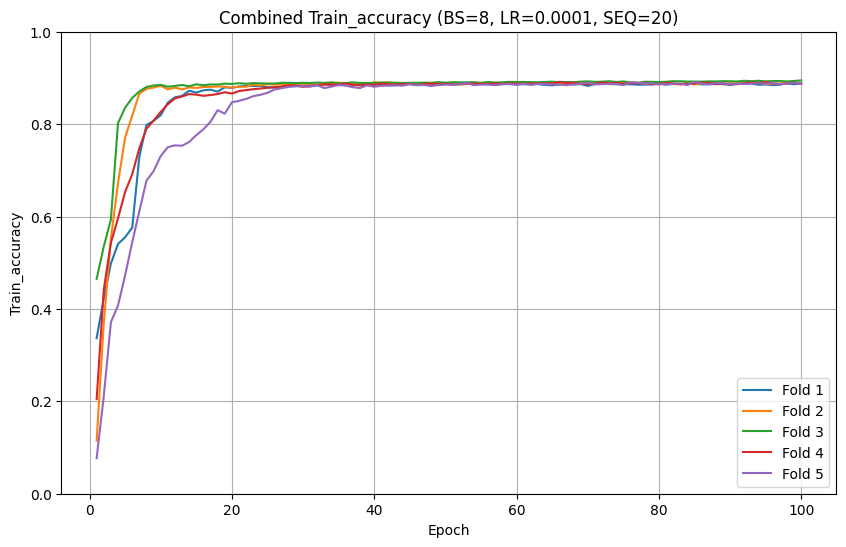 Combined Train_accuracy (BS=8, LR=0.0001, SEQ=20)
1.0
0.8
0.6
0.4
0.2
0.0
Train_accuracy
0 20 40 60 80 100
Epoch
Fold 1
Fold 2
Fold 3
Fold 4
Fold 5